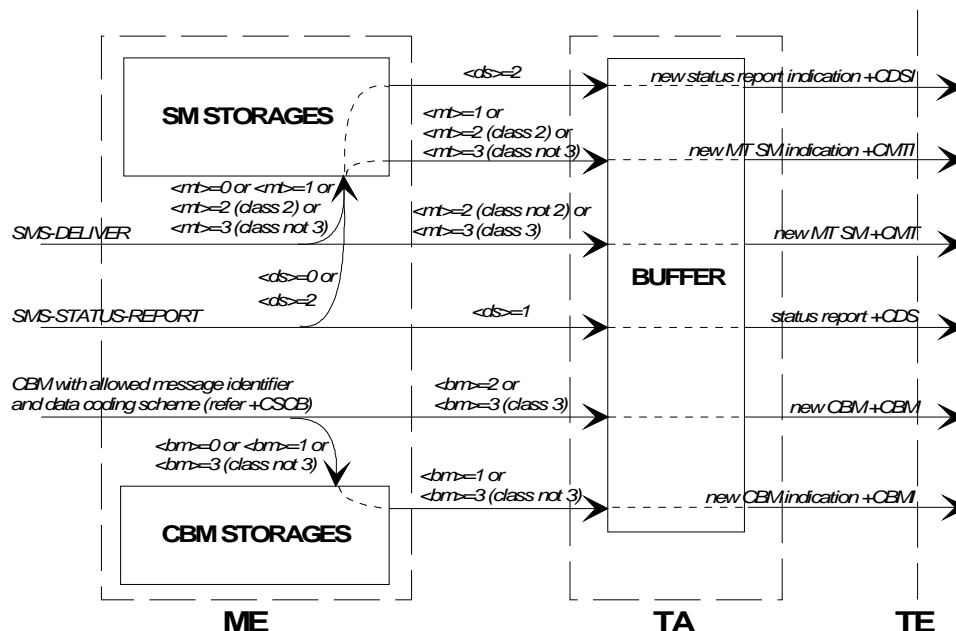 <ds>=2
new status report indication +CDSI
SM STORAGES
<mt>=1 or
<mt>=2 (class 2) or
<mt>=3 (class not 3)
new MT SM indication +CMTI
<mt>=0 or <mt>=1 or
<mt>=2 (class 2) or
<mt>=3 (class not 3)
<mt>=2 (class not 2)
<mt>=3 (class 3)
SMS-DELIVER
new MT SM +CMT
BUFFER
<ds>=0 or
<ds>=2
SMS-STATUS-REPORT
<ds>=1
status report +CDS
CBM with allowed message identifier
and data coding scheme (refer +CSCB)
<bm>=2 or
<bm>=3 (class 3)
new CBM +CBM
<bm>=0 or <bm>=1 or
<bm>=3 (class not 3)
<bm>=1 or
<bm>=3 (class not 3)
new CBM indication +CBMI
CBM STORAGES
ME
TA
TE